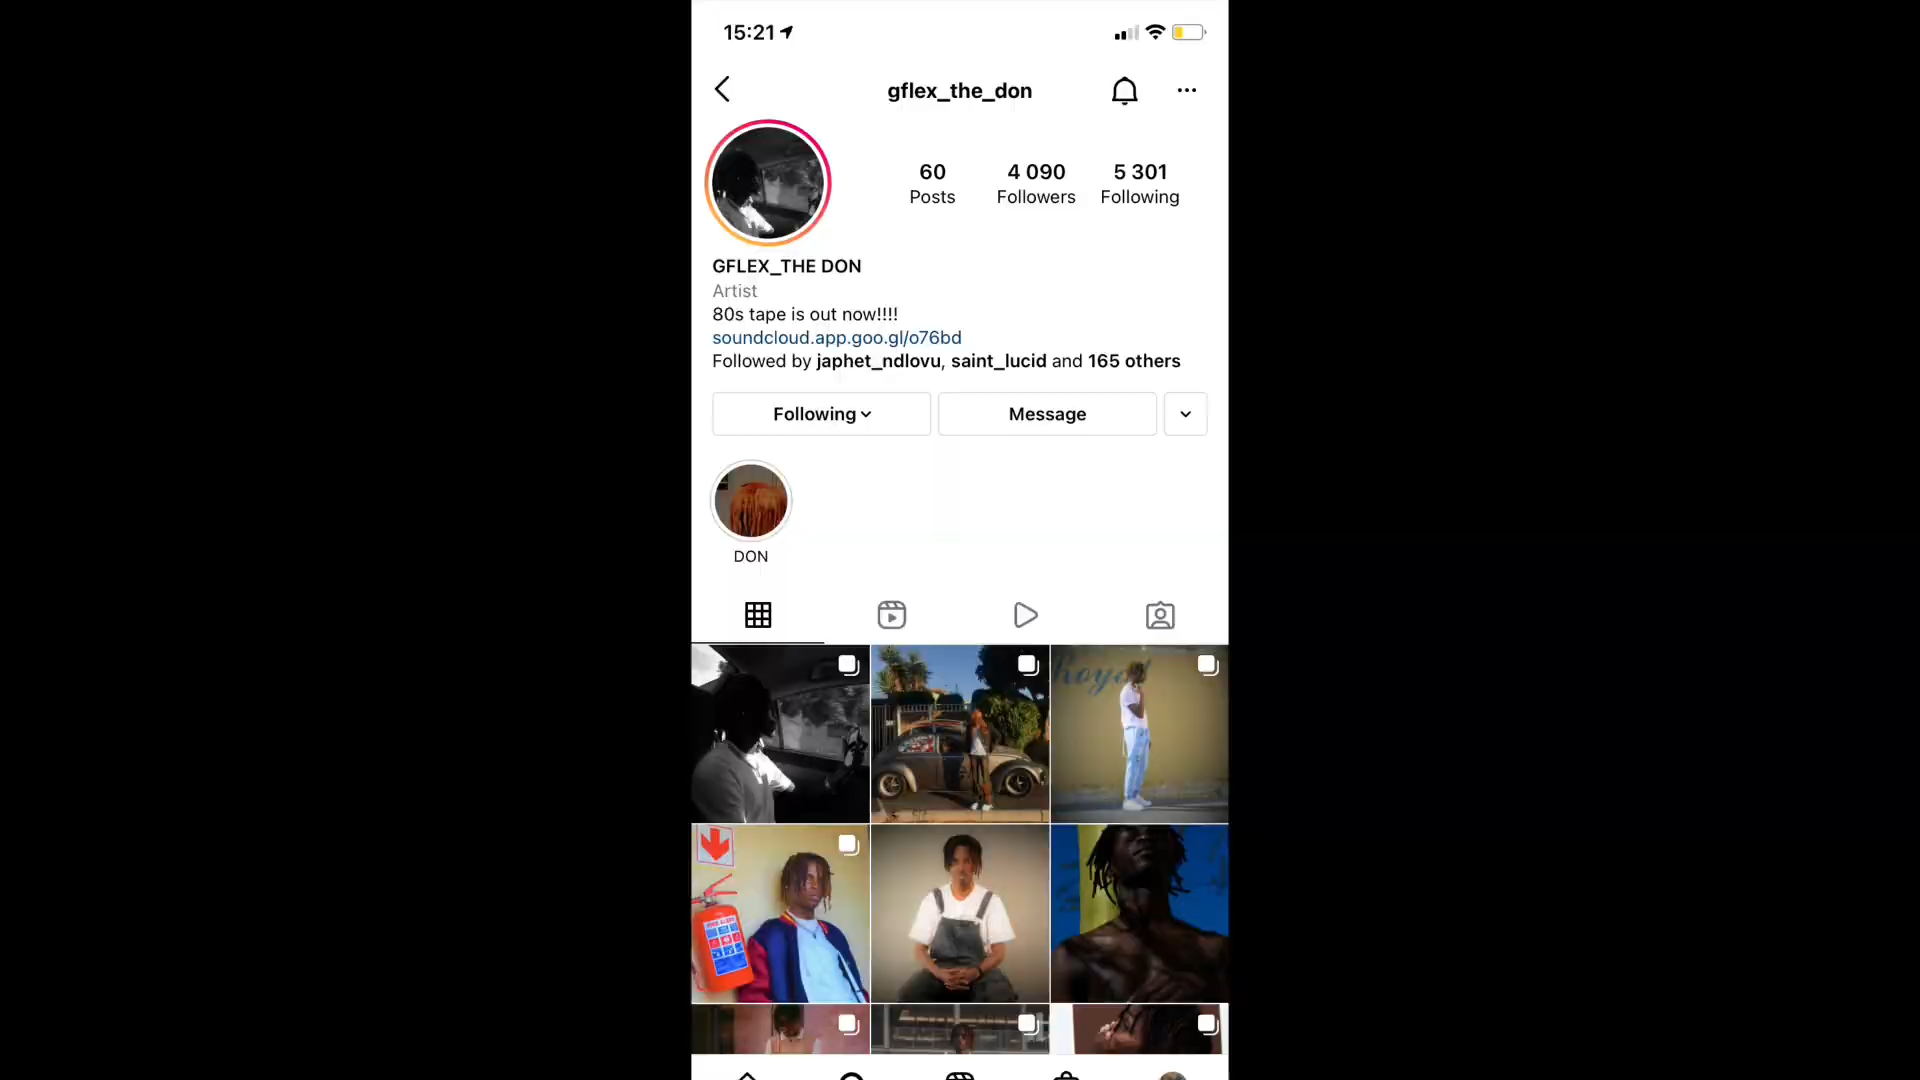 15:21
gflex_the_don
60
Posts
4 090
Followers
5 301
Following
GFLEX_THE DON
Artist
80s tape is out now!!!!
soundcloud.app.goo.gl/o76bd
Followed by japhet_ndlovu, saint_lucid and 165 others
Following
Message
DON
Royal